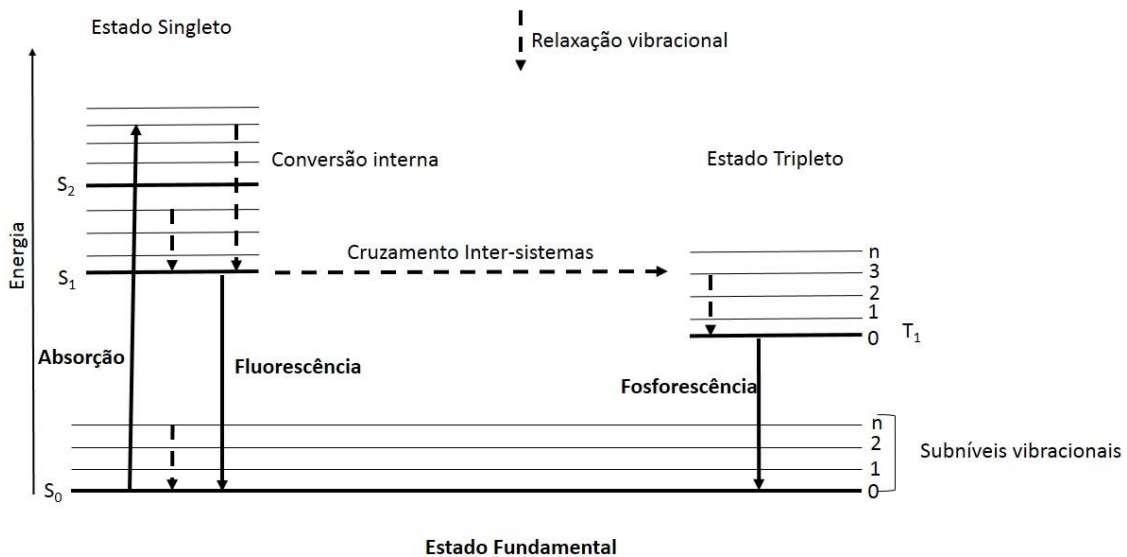 Estado Singleto
Relaxação vibracional
Conversão interna
Estado Tripleto
S2
Energia
Cruzamento Inter-sistemas
n
3
2
1
0
T1
S1
Absorção
Fluorescência
Fosforescência
n
2
1
0
Subníveis vibracionais
S0
Estado Fundamental